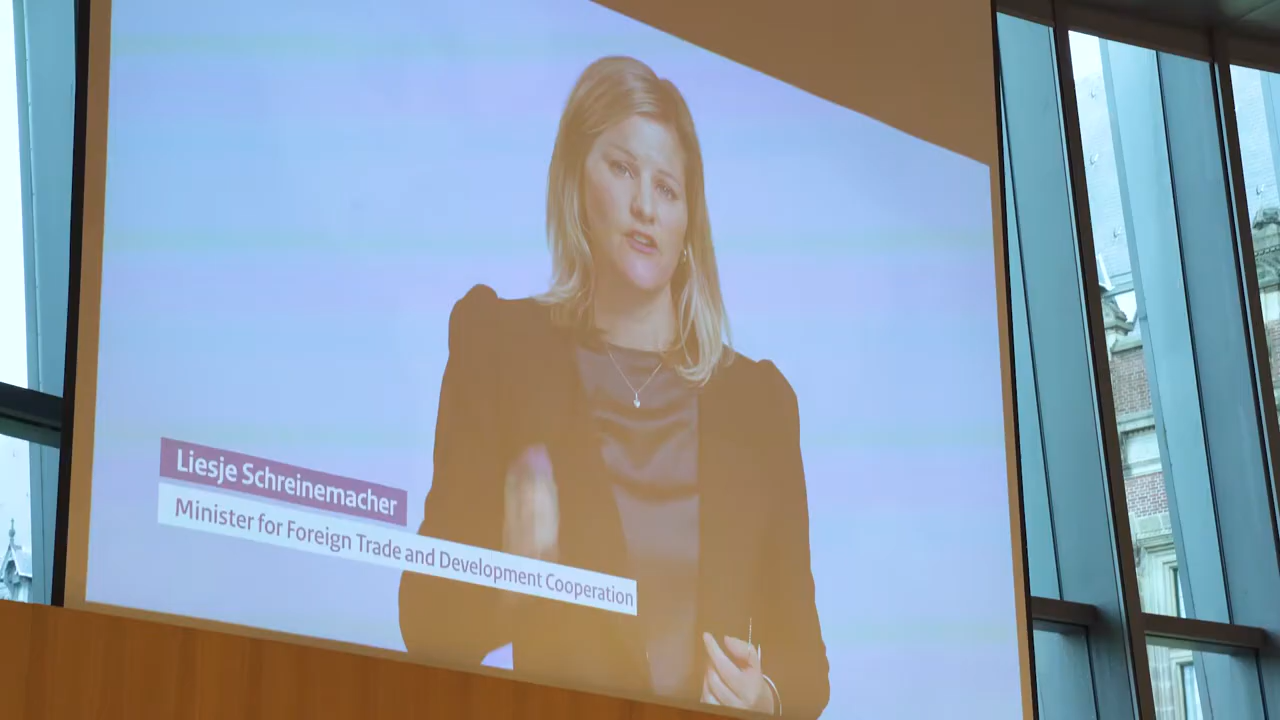 Liesje Schreinemacher
Minister for Foreign Trade and Development Cooperation